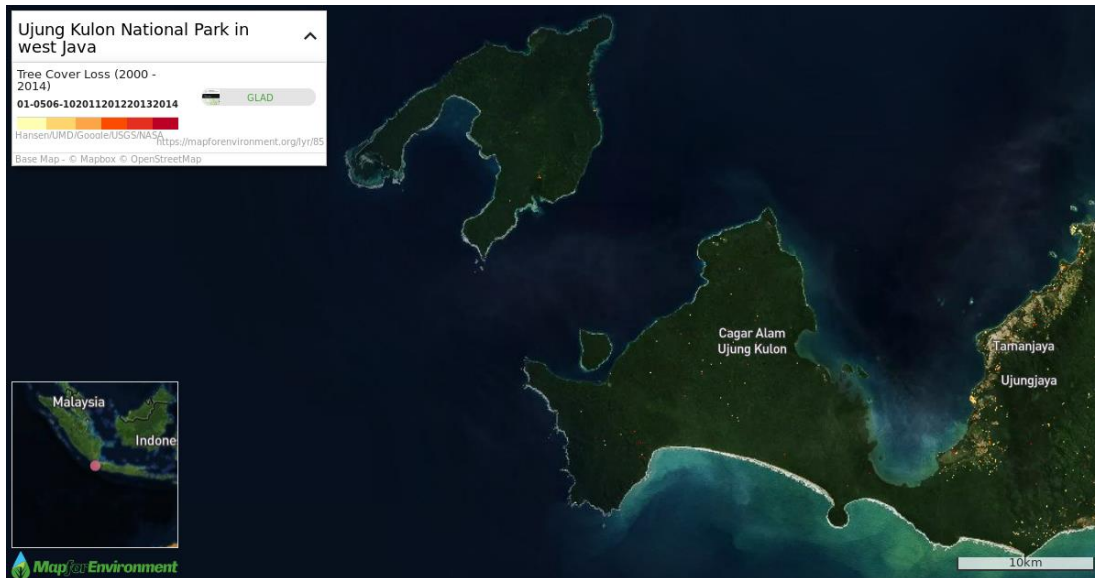 Ujung Kulon National Park in
west Java
Tree Cover Loss (2000 -
2014)
GLAD
01-0506-102011201220132014
Hansen/UMD/Google/USGS/NASA
https://mapforenvironment.org/lyr/85
Base Map - © Mapbox © OpenStreetMap
Cagar Alam
Ujung Kulon
Tamanjaya
Ujungjaya
Malaysia
Indone
MapforEnvironment
10km